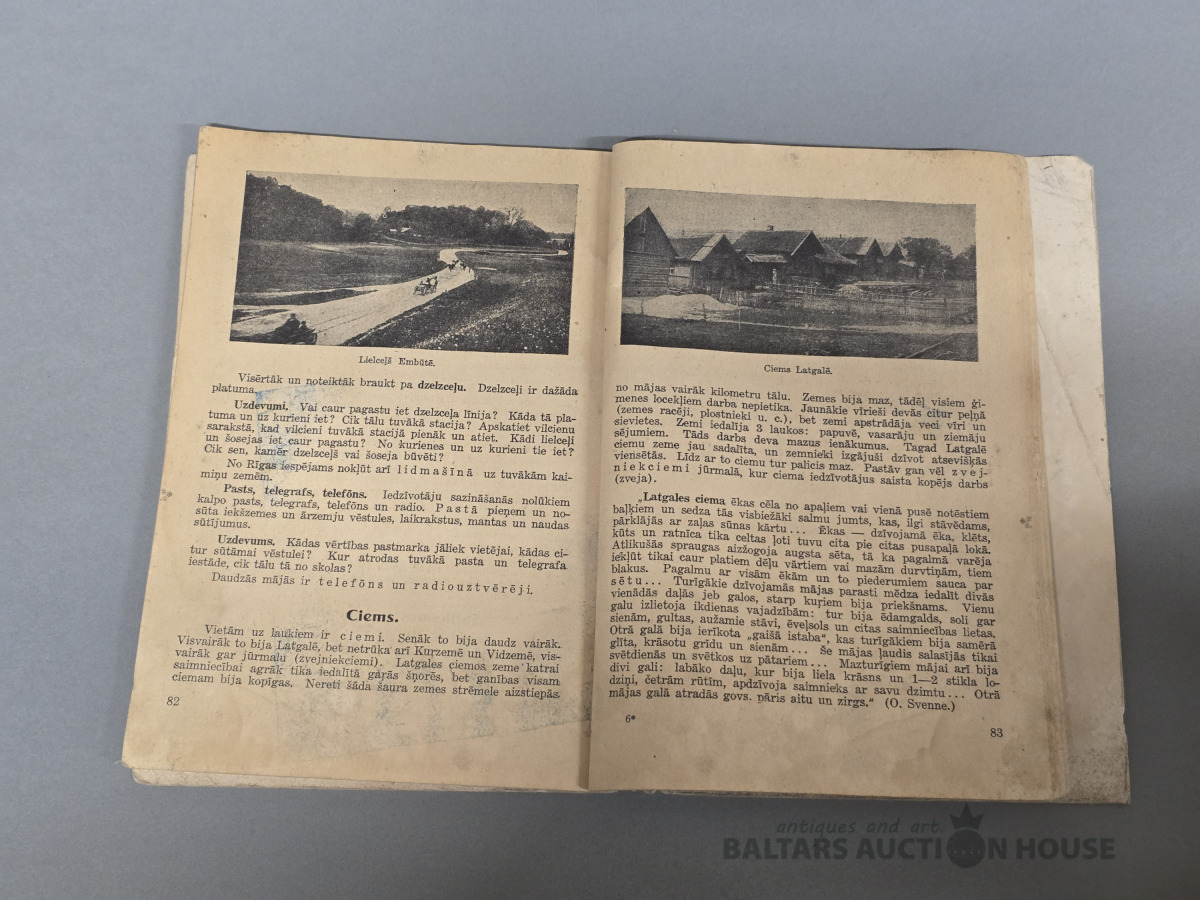 Lielceļš Embūtē.
Visērtāk un noteiktāk braukt pa dzelzceļu. Dzelzceļi ir dažāda
platuma.
Uzdevumi. Vai caur pagastu iet dzelzceļa līnija? Kāda tā pla-
tuma un uz kurieni iet? Cik tālu tuvākā stacija? Apskatiet vilcienu
sarakstā, kad vilcieni tuvākā stacijā pienāk un atiet. Kādi lielceļi
un šosejas iet caur pagastu? No kurienes un uz kurieni tie iet?
Cik sen, kamēr dzelzceļš vai šoseja būvēti?
No Rīgas iespējams nokļūt arī lidmašīnā uz tuvākām kai-
miņu zemēm.
Pasts, telegrafs, telefōns. Iedzīvotāju sazināšanās nolūkiem
kalpo pasts, telegrafs, telefōns un radio. Pastā pieņem un no-
sūta iekšzemes un ārzemju vēstules, laikrakstus, mantas un naudas
sūtījumus.
Uzdevums. Kādas vērtības pastmarka jāliek vietējai, kādas ci-
tur sūtāmai vēstulei? Kur atrodas tuvākā pasta un telegrafa
iestāde, cik tālu tā no skolas?
Daudzās mājās ir telefōns un radiouztvērēji.
Ciems.
Vietām uz laukiem ir ciemi. Senāk to bija daudz vairāk.
Visvairāk to bija Latgalē, bet netrūka arī Kurzemē un Vidzemē, vis-
vairāk gar jūrmalu (zvejniekciemi). Latgales ciemos zeme katrai
saimniecībai agrāk tika iedalītā gaŗās šņorēs, bet ganības visam
ciemam bija kopīgas. Nereti šāda šaura zemes strēmele aizstiepās
82
Ciems Latgalē.
no mājas vairāk kilometru tālu. Zemes bija maz, tādēļ visiem ģi-
menes locekļiem darba nepietika. Jaunākie vīrieši devās citur peļņā
(zemes racēji, plostnieki u. c.), bet zemi apstrādāja veci vīri un
sievietes. Zemi iedalīja 3 laukos: papuvē, vasarāju un ziemāju
sējumiem. Tāds darbs deva mazus ienākumus. Tagad Latgalē
ciemu zeme jau sadalīta, un zemnieki izgājuši dzīvot atsevišķās
viensētās. Līdz ar to ciemu tur palicis maz. Pastāv gan vēl zvej-
niekciemi jūrmalā, kur ciema iedzīvotājus saista kopējs darbs
(zveja).
„Latgales ciema ēkas cēla no apaļiem vai vienā pusē notēstiem
baļķiem un sedza tās visbiežāki salmu jumts, kas, ilgi stāvēdams,
pārklājās ar zaļas sūnas kārtu... Ēkas — dzīvojamā ēka, klēts,
kūts un ratnīca tika celtas ļoti tuvu cita pie citas pusapaļā lokā.
Atlikušās spraugas aizžogoja augsta sēta, tā ka pagalmā varēja
iekļūt tikai caur platiem dēļu vārtiem vai mazām durvtiņām, tiem
blakus. Pagalmu ar visām ēkām un to piederumiem sauca par
sētu... Turīgākie dzīvojamās mājas parasti mēdza iedalīt divās
vienādās daļās jeb galos, starp kuŗiem bija priekšnams. Vienu
galu izlietoja ikdienas vajadzībām: tur bija ēdamgalds, soli gar
sienām, gultas, aužamie stāvi, ēveļsols un citas saimniecības lietas.
Otrā galā bija ierīkota „gaišā istaba“, kas turīgākiem bija samērā
glīta, krāsotu grīdu un sienām... Še mājas ļaudis salasījās tikai
svētdienās un svētkos uz pātariem... Mazturīgiem mājai arī bija
divi gali: labāko daļu, kur bija liela krāsns un 1—2 stikla lo-
dziņi, četrām rūtīm, apdzīvoja saimnieks ar savu dzimtu... Otrā
mājas galā atradās govs, pāris aitu un zirgs.“ (O. Svenne.)
6*
83
antiques and art
BALTARS AUCTION HOUSE